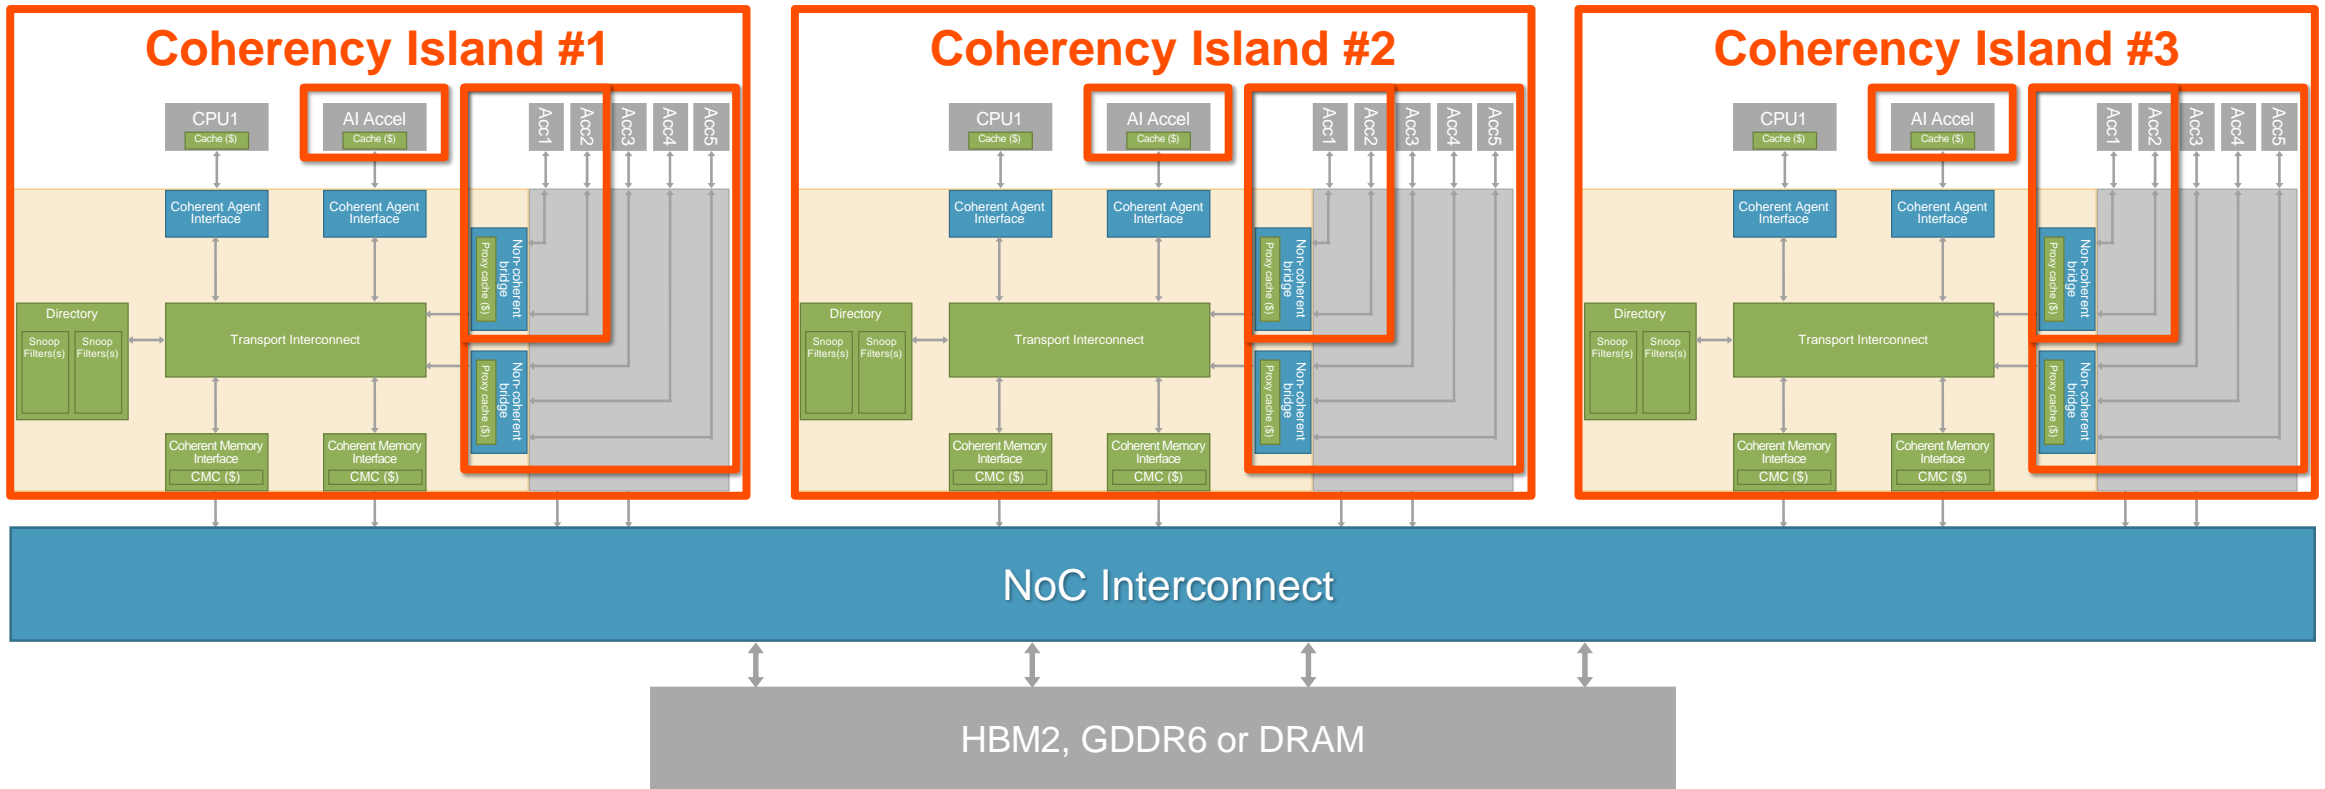 Coherency Island #1
CPU1
Cache ($)
AI Accel
Cache ($)
Acc1
Acc2
Acc3
Acc4
Acc5
Coherent Agent
Interface
Coherent Agent
Interface
Non-coherent
bridge
Proxy cache ($)
Directory
Snoop
Filters(s)
Snoop
Filters(s)
Transport Interconnect
Non-coherent
bridge
Proxy cache ($)
Coherent Memory
Interface
CMC ($)
Coherent Memory
Interface
CMC ($)
Coherency Island #2
CPU1
Cache ($)
AI Accel
Cache ($)
Acc1
Acc2
Acc3
Acc4
Acc5
Coherent Agent
Interface
Coherent Agent
Interface
Non-coherent
bridge
Proxy cache ($)
Directory
Snoop
Filters(s)
Snoop
Filters(s)
Transport Interconnect
Non-coherent
bridge
Proxy cache ($)
Coherent Memory
Interface
CMC ($)
Coherent Memory
Interface
CMC ($)
Coherency Island #3
CPU1
Cache ($)
AI Accel
Cache ($)
Acc1
Acc2
Acc3
Acc4
Acc5
Coherent Agent
Interface
Coherent Agent
Interface
Non-coherent
bridge
Proxy cache ($)
Directory
Snoop
Filters(s)
Snoop
Filters(s)
Transport Interconnect
Non-coherent
bridge
Proxy cache ($)
Coherent Memory
Interface
CMC ($)
Coherent Memory
Interface
CMC ($)
NoC Interconnect
HBM2, GDDR6 or DRAM